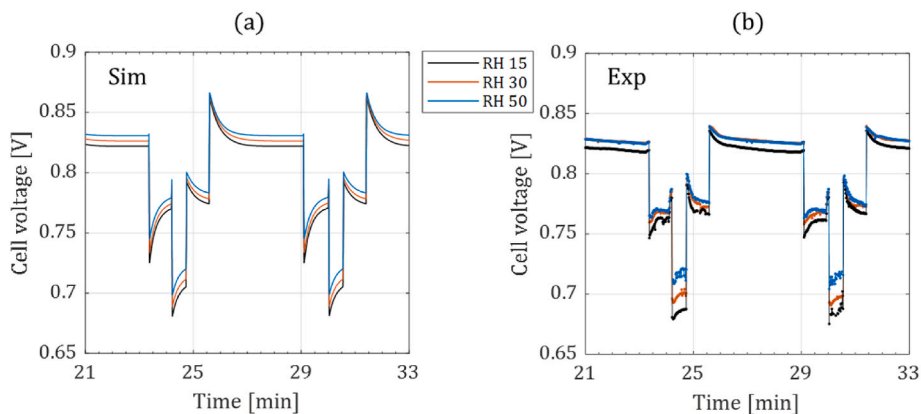 (a)
(b)
Sim
RH 15
RH 30
RH 50
Exp
Cell voltage [V]
0.9
0.85
0.8
0.75
0.7
0.65
21
25
29
33
Time [min]
Cell voltage [V]
0.9
0.85
0.8
0.75
0.7
0.65
21
25
29
33
Time [min]